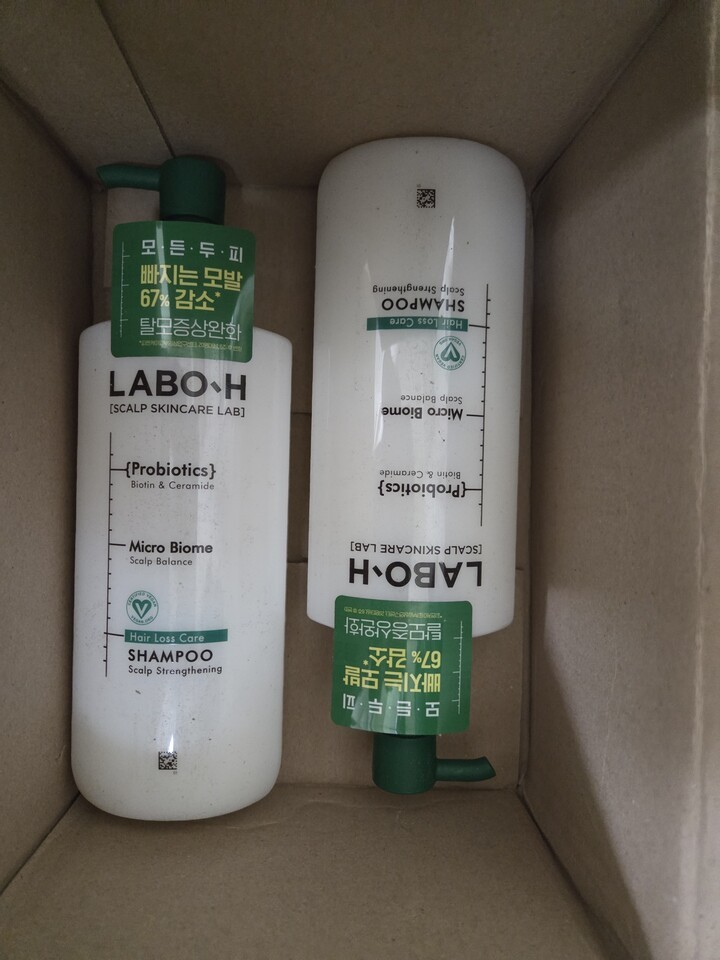 모·든·두·피
빠지는 모발
67% 감소*
탈모증상완화
LABO-H
[SCALP SKINCARE LAB]
{Probiotics}
Biotin & Ceramide
Micro Biome
Scalp Balance
Hair Loss Care
SHAMPOO
Scalp Strengthening
모·든·두·피
빠지는 모발
67% 감소*
탈모증상완화
LABO-H
[SCALP SKINCARE LAB]
{Probiotics}
Biotin & Ceramide
Micro Biome
Scalp Balance
Hair Loss Care
SHAMPOO
Scalp Strengthening